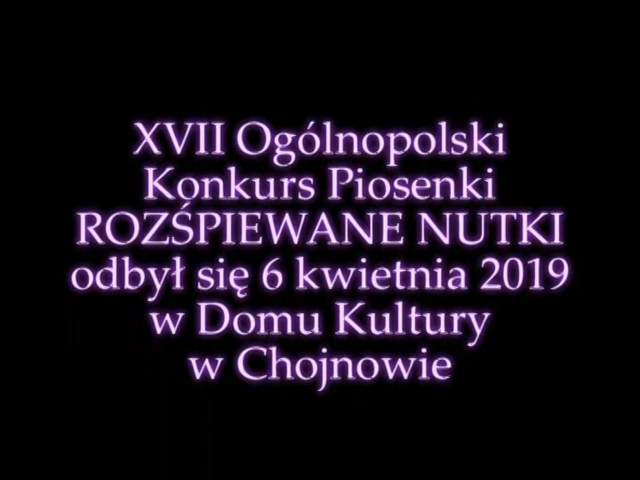 XVII Ogólnopolski
Konkurs Piosenki
ROZŚPIEWANE NUTKI
odbył się 6 kwietnia 2019
w Domu Kultury
w Chojnowie